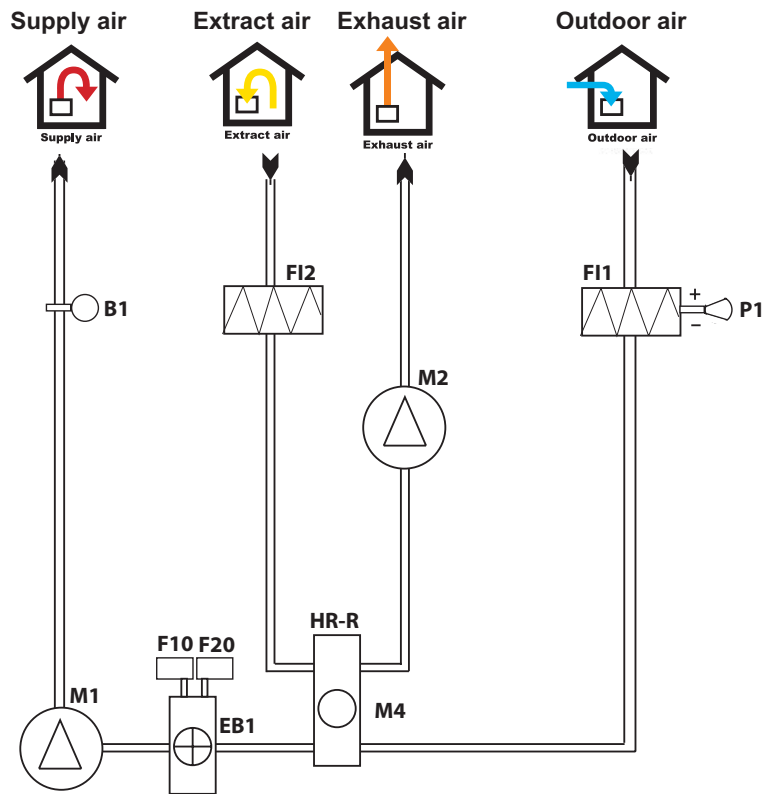 Supply air
Extract air
Exhaust air
Outdoor air
Supply air
Extract air
Exhaust air
Outdoor air
FI2
FI1
B1
+
−
P1
M2
HR-R
F10
F20
M1
EB1
M4